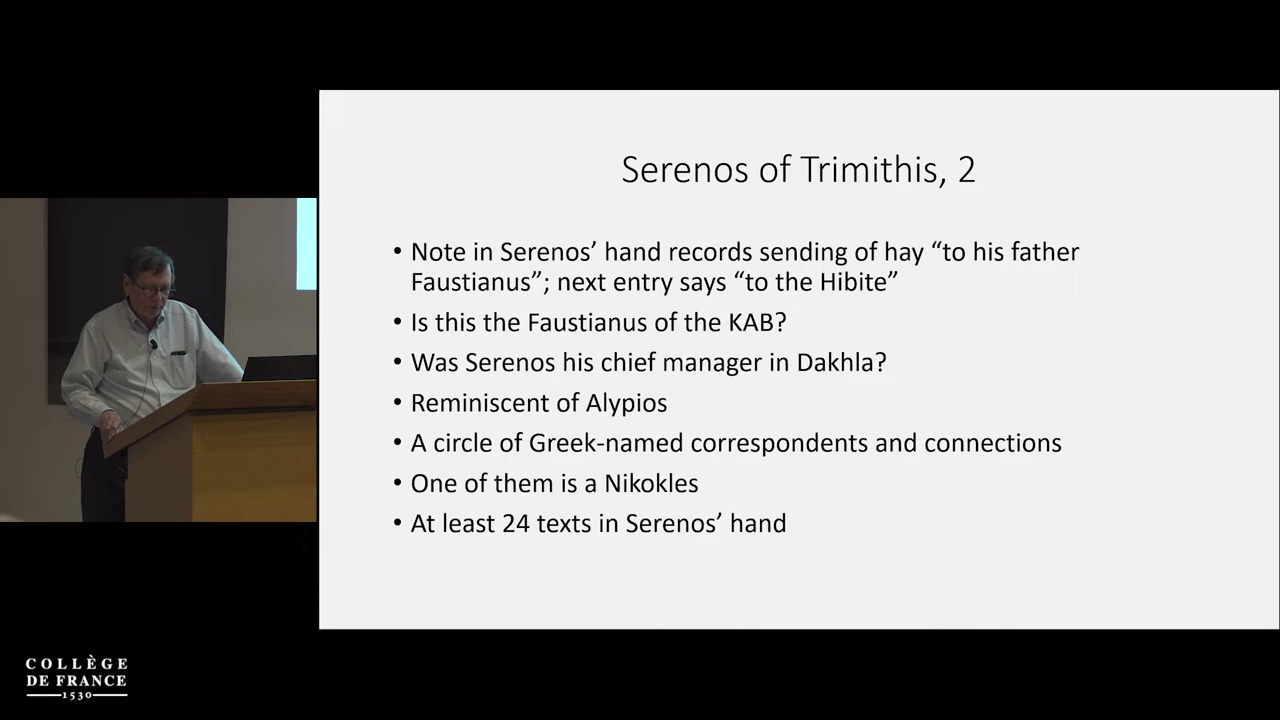 Serenos of Trimithis, 2
• Note in Serenos’ hand records sending of hay “to his father
Faustianus”; next entry says “to the Hibite”
• Is this the Faustianus of the KAB?
• Was Serenos his chief manager in Dakhla?
• Reminiscent of Alypios
• A circle of Greek-named correspondents and connections
• One of them is a Nikokles
• At least 24 texts in Serenos’ hand
COLLÈGE
DE FRANCE
1530